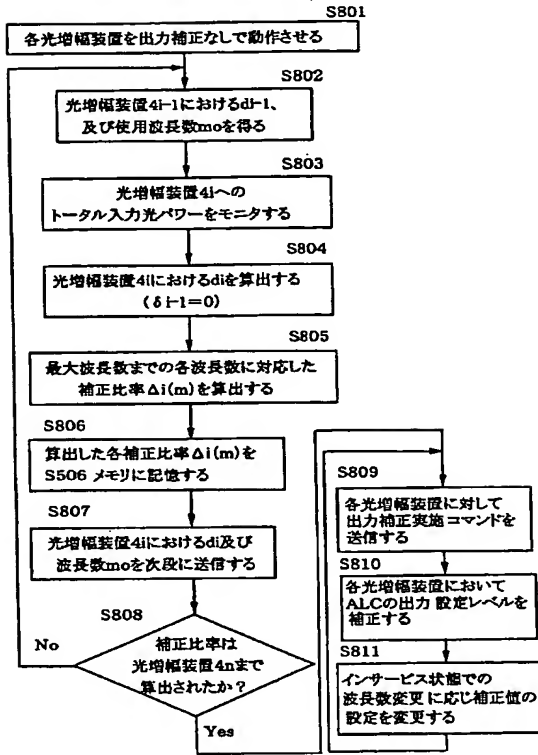 S801
各光増幅装置を出力補正なしで動作させる
S802
光増幅装置4i-1におけるdi-1、
及び使用波長数moを得る
S803
光増幅装置4iへの
トータル入力光パワーをモニタする
S804
光増幅装置4iにおけるdiを算出する
(δi-1=0)
S805
最大波長数までの各波長数に対応した
補正比率Δi(m)を算出する
S806
算出した各補正比率Δi(m)を
S506 メモリに記憶する
S807
光増幅装置4iにおけるdi及び
波長数moを次段に送信する
S808
補正比率は
光増幅装置4nまで
算出されたか？
No
Yes
S809
各光増幅装置に対して
出力補正実施コマンドを
送信する
S810
各光増幅装置において
ALCの出力設定レベルを
補正する
S811
インサービス状態での
波長数変更に応じ補正値の
設定を変更する